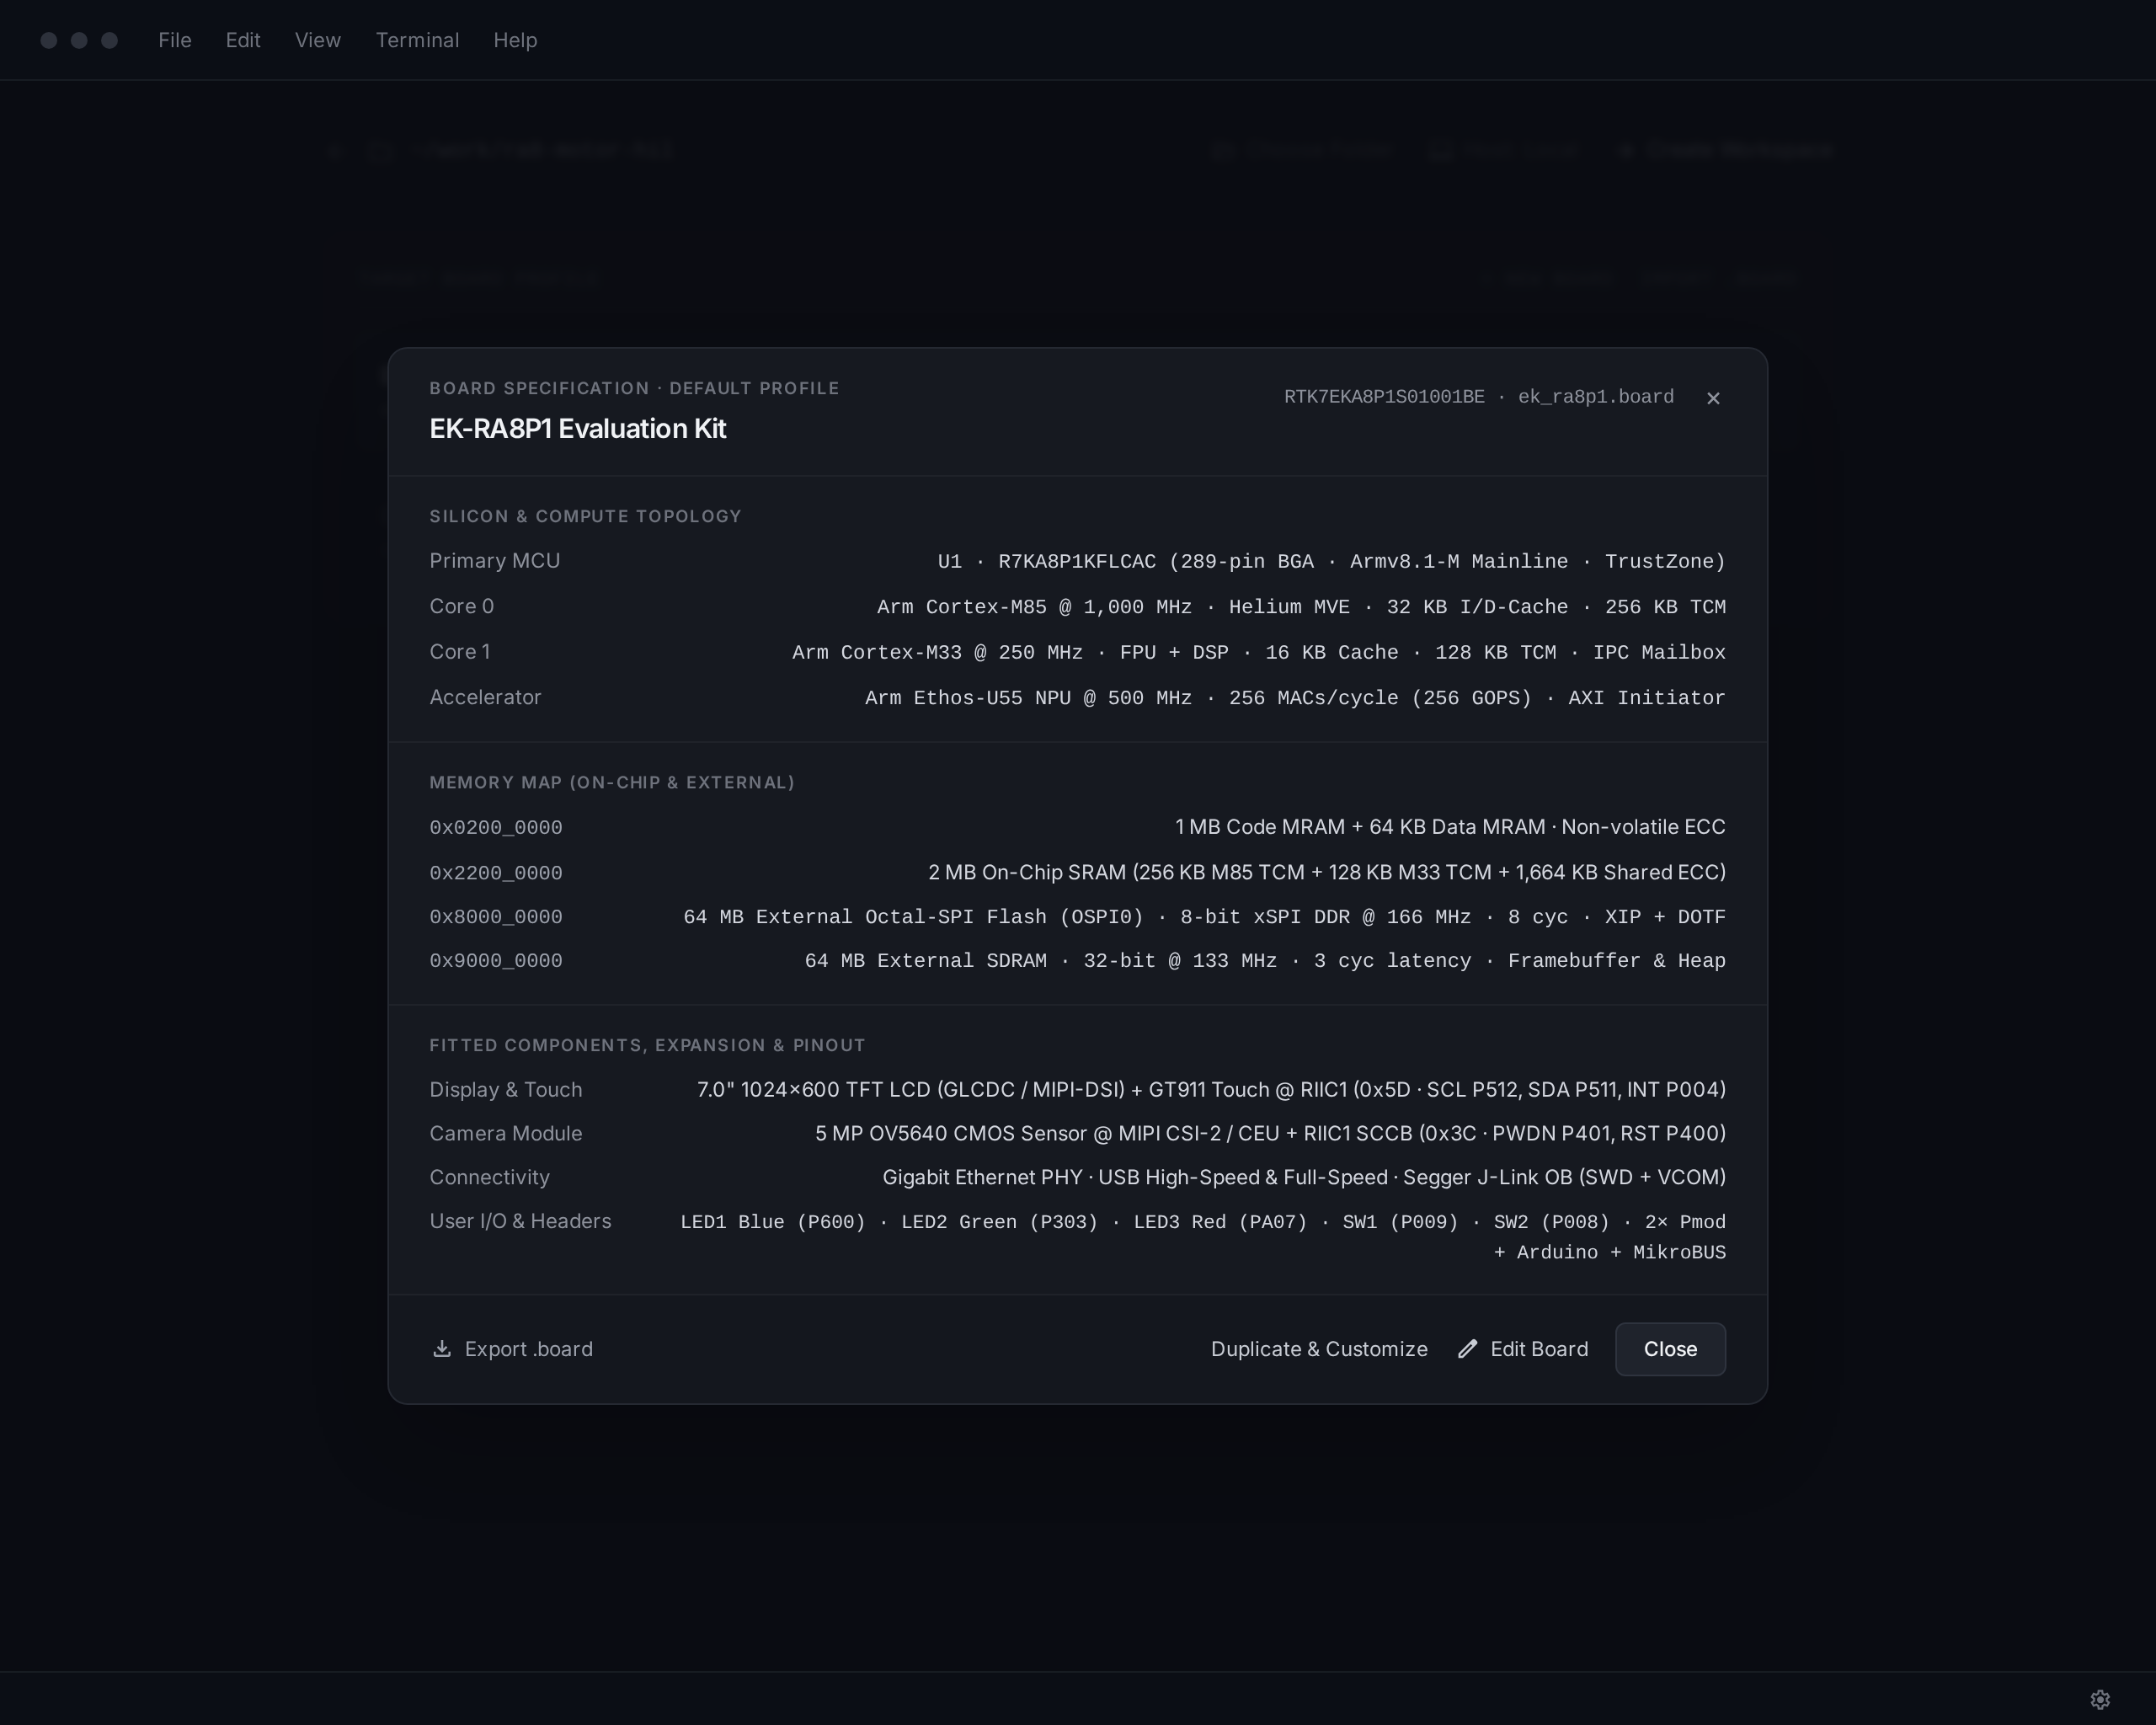 File Edit View Terminal Help
BOARD SPECIFICATION · DEFAULT PROFILE
RTK7EKA8P1S01001BE · ek_ra8p1.board
EK-RA8P1 Evaluation Kit
SILICON & COMPUTE TOPOLOGY
Primary MCU U1 · R7KA8P1KFLCAC (289-pin BGA · Armv8.1-M Mainline · TrustZone)
Core 0 Arm Cortex-M85 @ 1,000 MHz · Helium MVE · 32 KB I/D-Cache · 256 KB TCM
Core 1 Arm Cortex-M33 @ 250 MHz · FPU + DSP · 16 KB Cache · 128 KB TCM · IPC Mailbox
Accelerator Arm Ethos-U55 NPU @ 500 MHz · 256 MACs/cycle (256 GOPS) · AXI Initiator
MEMORY MAP (ON-CHIP & EXTERNAL)
0x0200_0000 1 MB Code MRAM + 64 KB Data MRAM · Non-volatile ECC
0x2200_0000 2 MB On-Chip SRAM (256 KB M85 TCM + 128 KB M33 TCM + 1,664 KB Shared ECC)
0x8000_0000 64 MB External Octal-SPI Flash (OSPI0) · 8-bit xSPI DDR @ 166 MHz · 8 cyc · XIP + DOTF
0x9000_0000 64 MB External SDRAM · 32-bit @ 133 MHz · 3 cyc latency · Framebuffer & Heap
FITTED COMPONENTS, EXPANSION & PINOUT
Display & Touch 7.0" 1024×600 TFT LCD (GLCDC / MIPI-DSI) + GT911 Touch @ RIIC1 (0x5D · SCL P512, SDA P511, INT P004)
Camera Module 5 MP OV5640 CMOS Sensor @ MIPI CSI-2 / CEU + RIIC1 SCCB (0x3C · PWDN P401, RST P400)
Connectivity Gigabit Ethernet PHY · USB High-Speed & Full-Speed · Segger J-Link OB (SWD + VCOM)
User I/O & Headers LED1 Blue (P600) · LED2 Green (P303) · LED3 Red (PA07) · SW1 (P009) · SW2 (P008) · 2× Pmod
+ Arduino + MikroBUS
Export .board Duplicate & Customize Edit Board Close